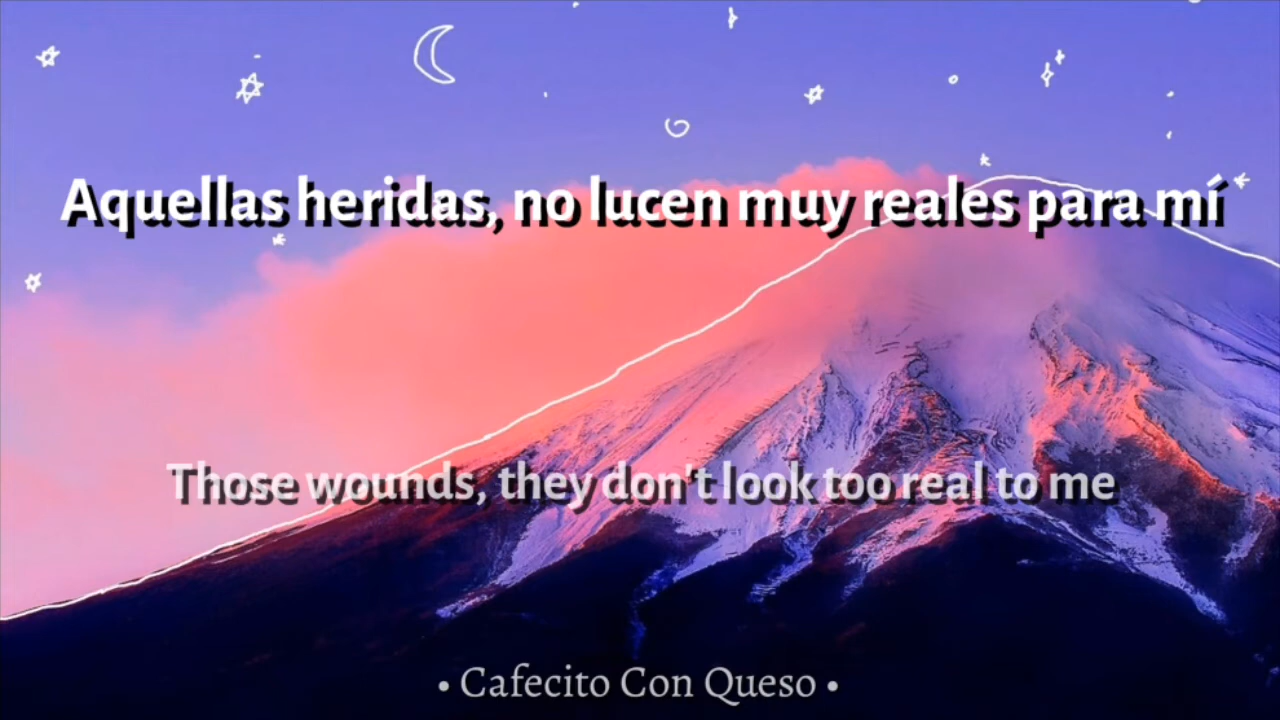 Aquellas heridas, no lucen muy reales para mí
Those wounds, they don't look too real to me
• Cafecito Con Queso •